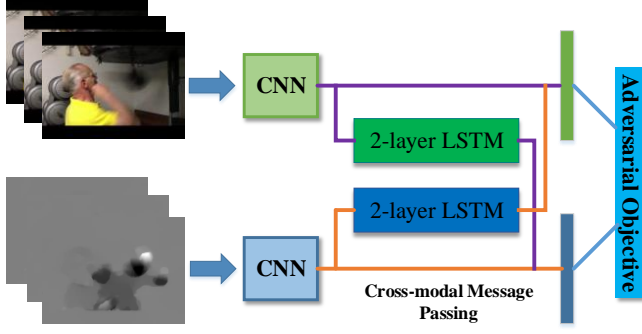 CNN
2-layer LSTM
2-layer LSTM
CNN
Cross-modal Message
Passing
Adversarial Objective